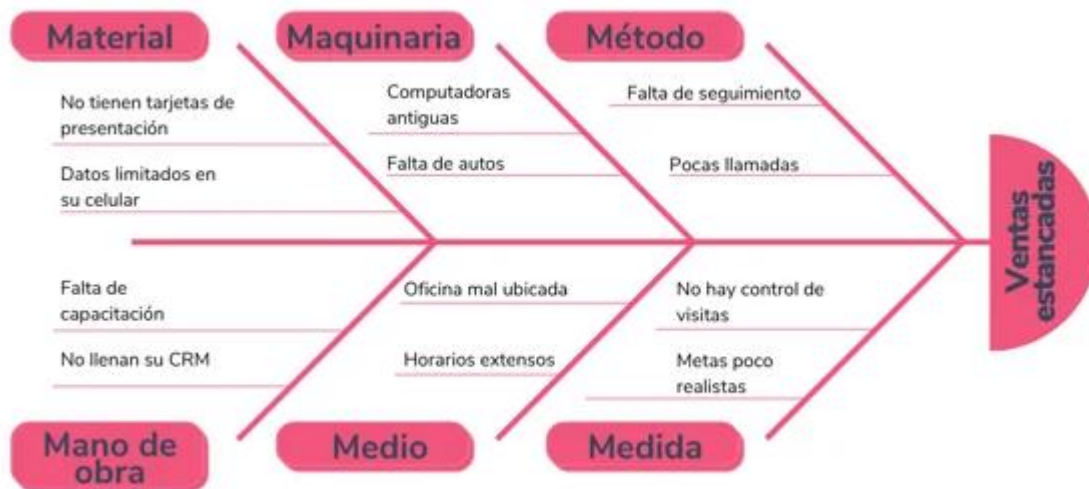 Material
Maquinaria
Método
No tienen tarjetas de
presentación
Datos limitados en
su celular
Computadoras
antiguas
Falta de autos
Falta de seguimiento
Pocas llamadas
Ventas
estancadas
Falta de
capacitación
No llenan su CRM
Oficina mal ubicada
Horarios extensos
No hay control de
visitas
Metas poco
realistas
Mano de
obra
Medio
Medida